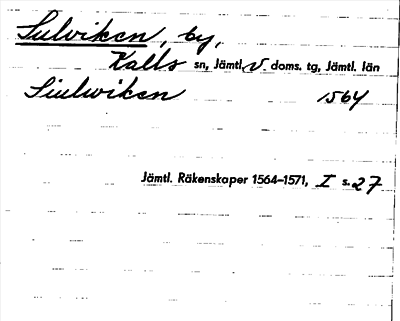 Sulviken, by,
Kalls sn, Jämtl. V doms. tg, Jämtl. län
Siulwiken 1564
Jämtl. Räkenskaper 1564–1571, I s. 27